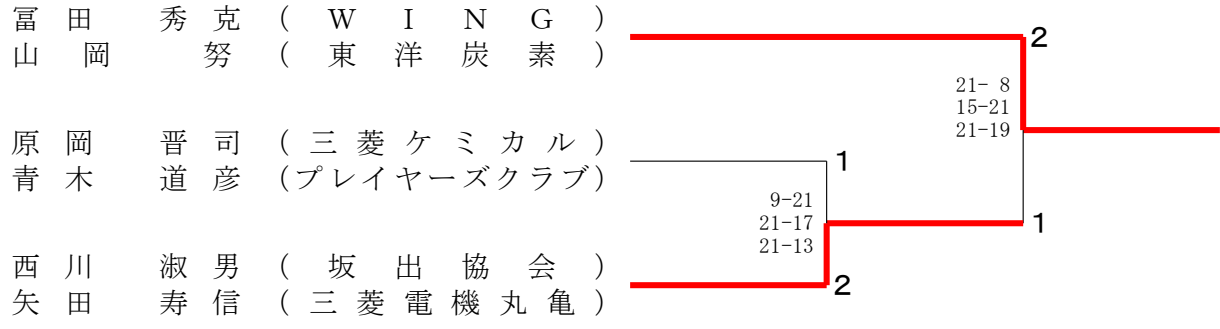 冨田 秀克 (WING)
山岡 努 (東洋炭素)
2
21- 8
15-21
21-19
原岡 晋司 (三菱ケミカル)
青木 道彦 (プレイヤーズクラブ)
1
9-21
21-17
21-13
1
西川 淑男 (坂出協会)
矢田 寿信 (三菱電機丸亀)
2